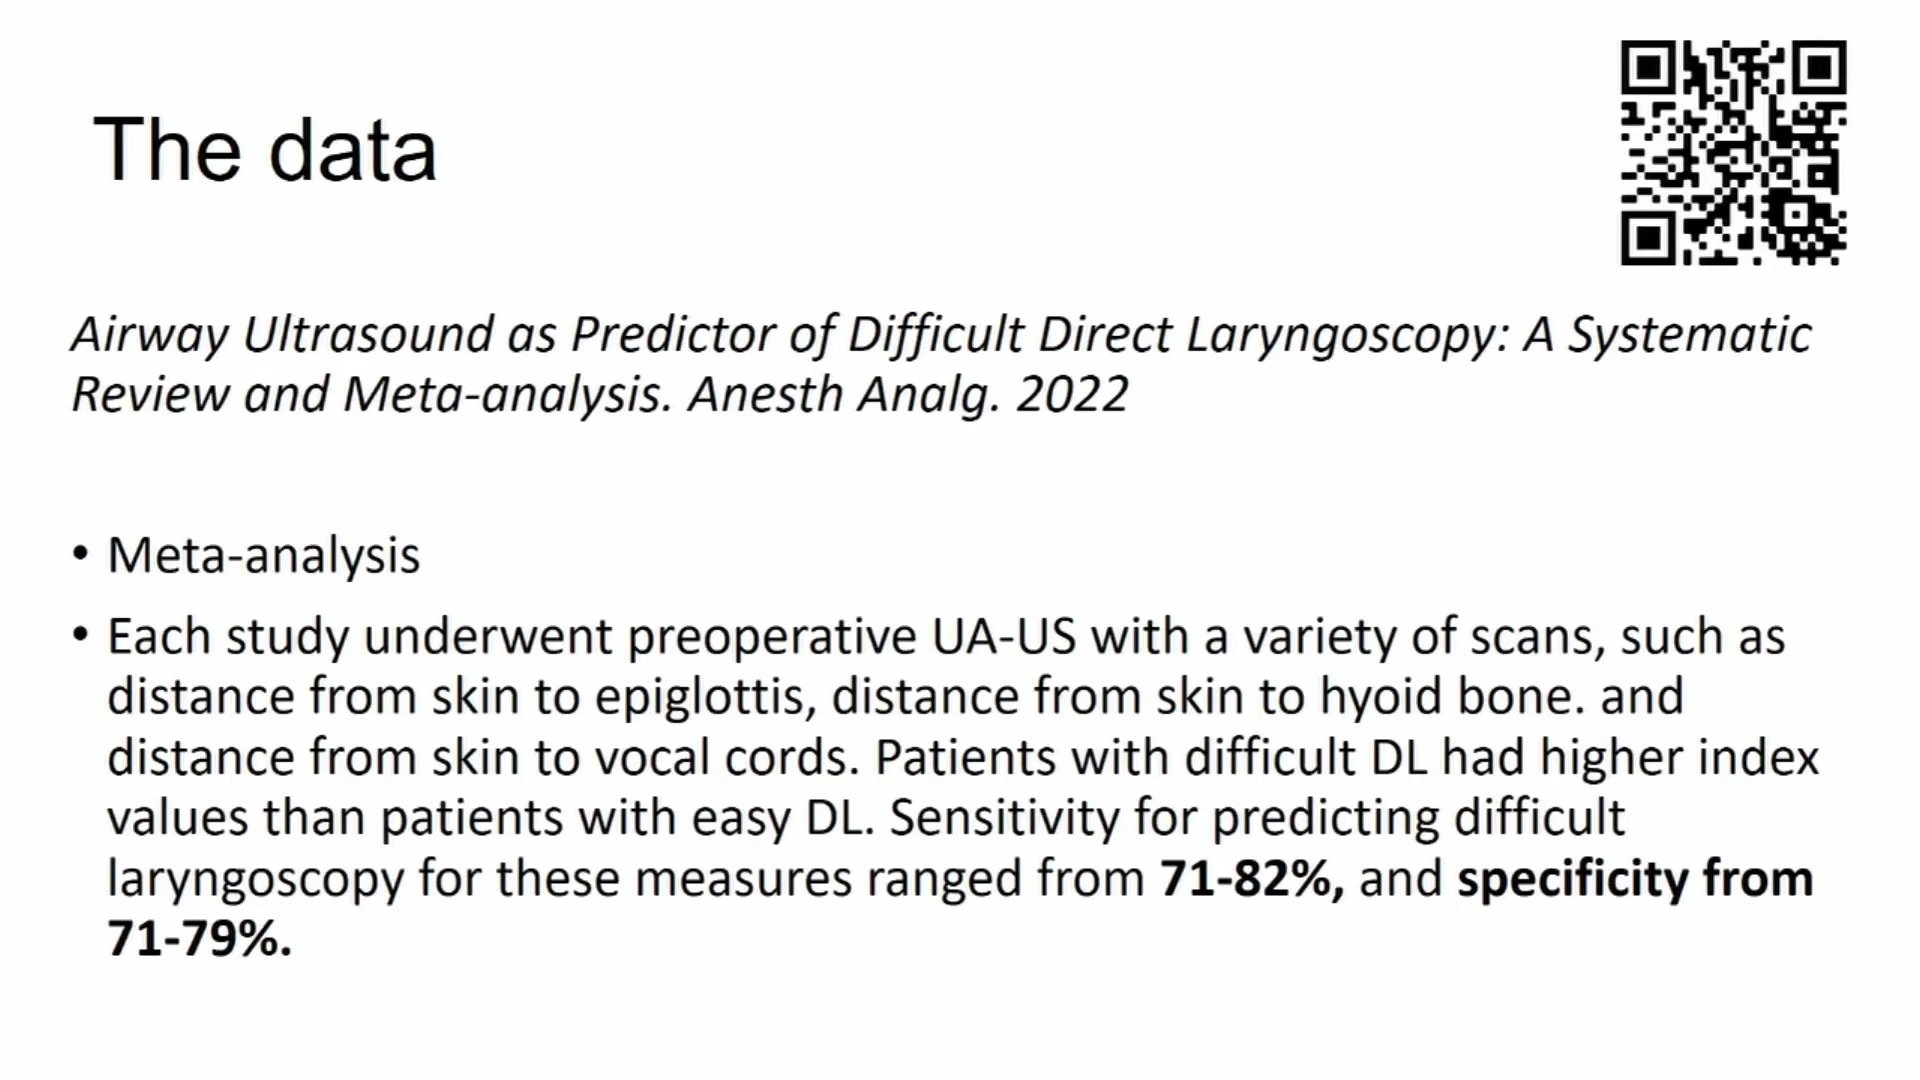 The data
Airway Ultrasound as Predictor of Difficult Direct Laryngoscopy: A Systematic
Review and Meta-analysis. Anesth Analg. 2022
• Meta-analysis
• Each study underwent preoperative UA-US with a variety of scans, such as
distance from skin to epiglottis, distance from skin to hyoid bone. and
distance from skin to vocal cords. Patients with difficult DL had higher index
values than patients with easy DL. Sensitivity for predicting difficult
laryngoscopy for these measures ranged from 71-82%, and specificity from
71-79%.